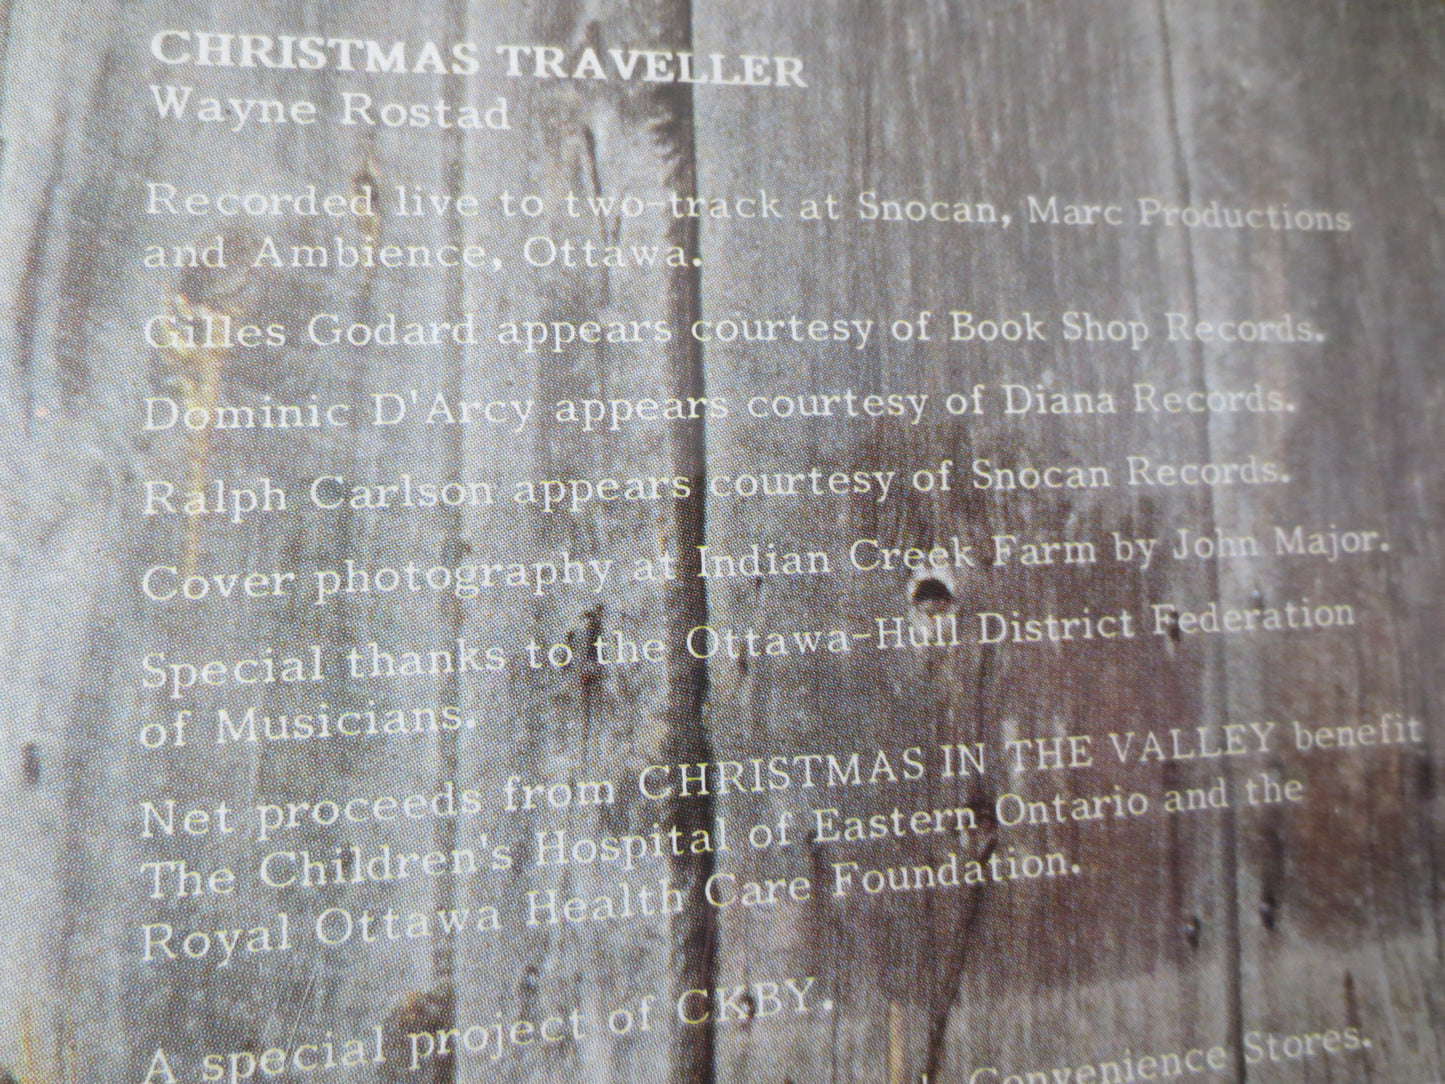 CHRISTMAS TRAVELLER
Wayne Rostad
Recorded live to two-track at Snocan, Marc Productions
and Ambience, Ottawa.
Gilles Godard appears courtesy of Book Shop Records.
Dominic D'Arcy appears courtesy of Diana Records.
Ralph Carlson appears courtesy of Snocan Records.
Cover photography at Indian Creek Farm by John Major.
Special thanks to the Ottawa-Hull District Federation
of Musicians.
Net proceeds from CHRISTMAS IN THE VALLEY benefit
The Children's Hospital of Eastern Ontario and the
Royal Ottawa Health Care Foundation.
A special project of CKBY.
Convenience Stores.